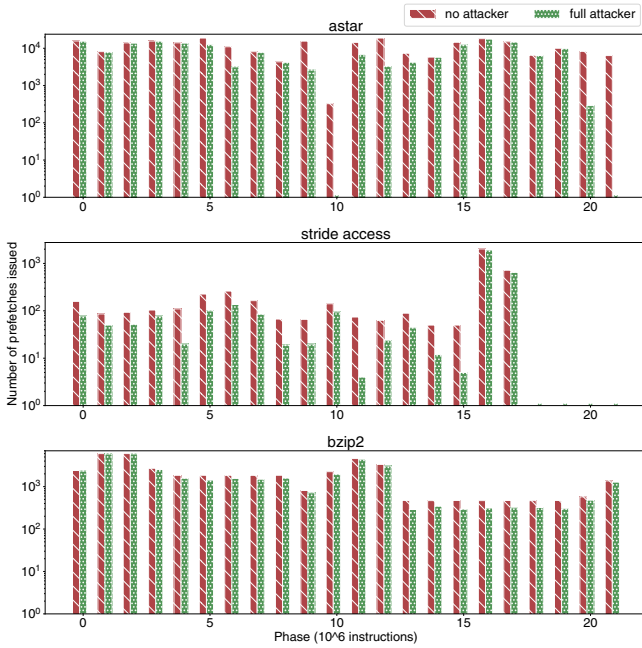 no attacker full attacker
astar
10^4
10^3
10^2
10^1
10^0
0 5 10 15 20
stride access
Number of prefetches issued
10^3
10^2
10^1
10^0
0 5 10 15 20
bzip2
10^3
10^2
10^1
10^0
0 5 10 15 20
Phase (10^6 instructions)